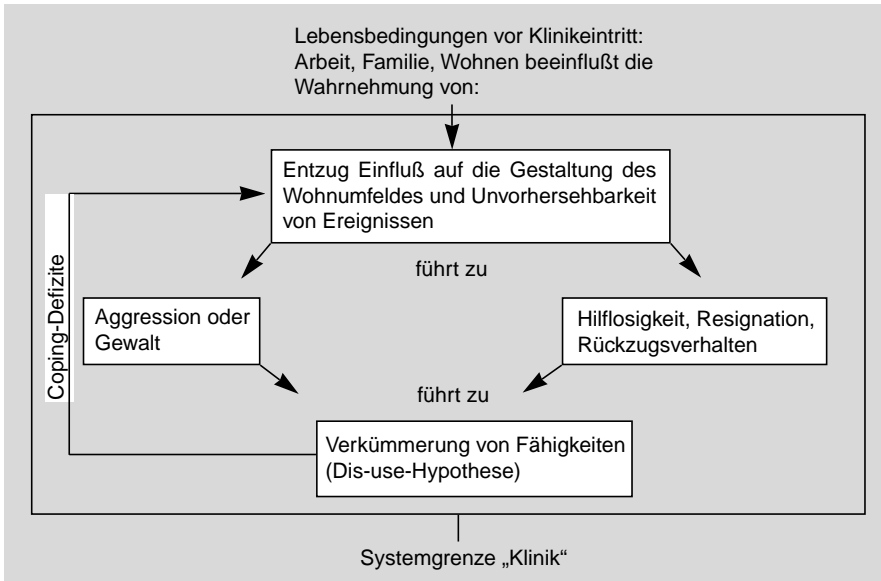 Lebensbedingungen vor Klinikeintritt:
Arbeit, Familie, Wohnen beeinflußt die
Wahrnehmung von:
Entzug Einfluß auf die Gestaltung des
Wohnumfeldes und Unvorhersehbarkeit
von Ereignissen
führt zu
Coping-Defizite
Aggression oder
Gewalt
Hilflosigkeit, Resignation,
Rückzugsverhalten
führt zu
Verkümmerung von Fähigkeiten
(Dis-use-Hypothese)
Systemgrenze „Klinik“